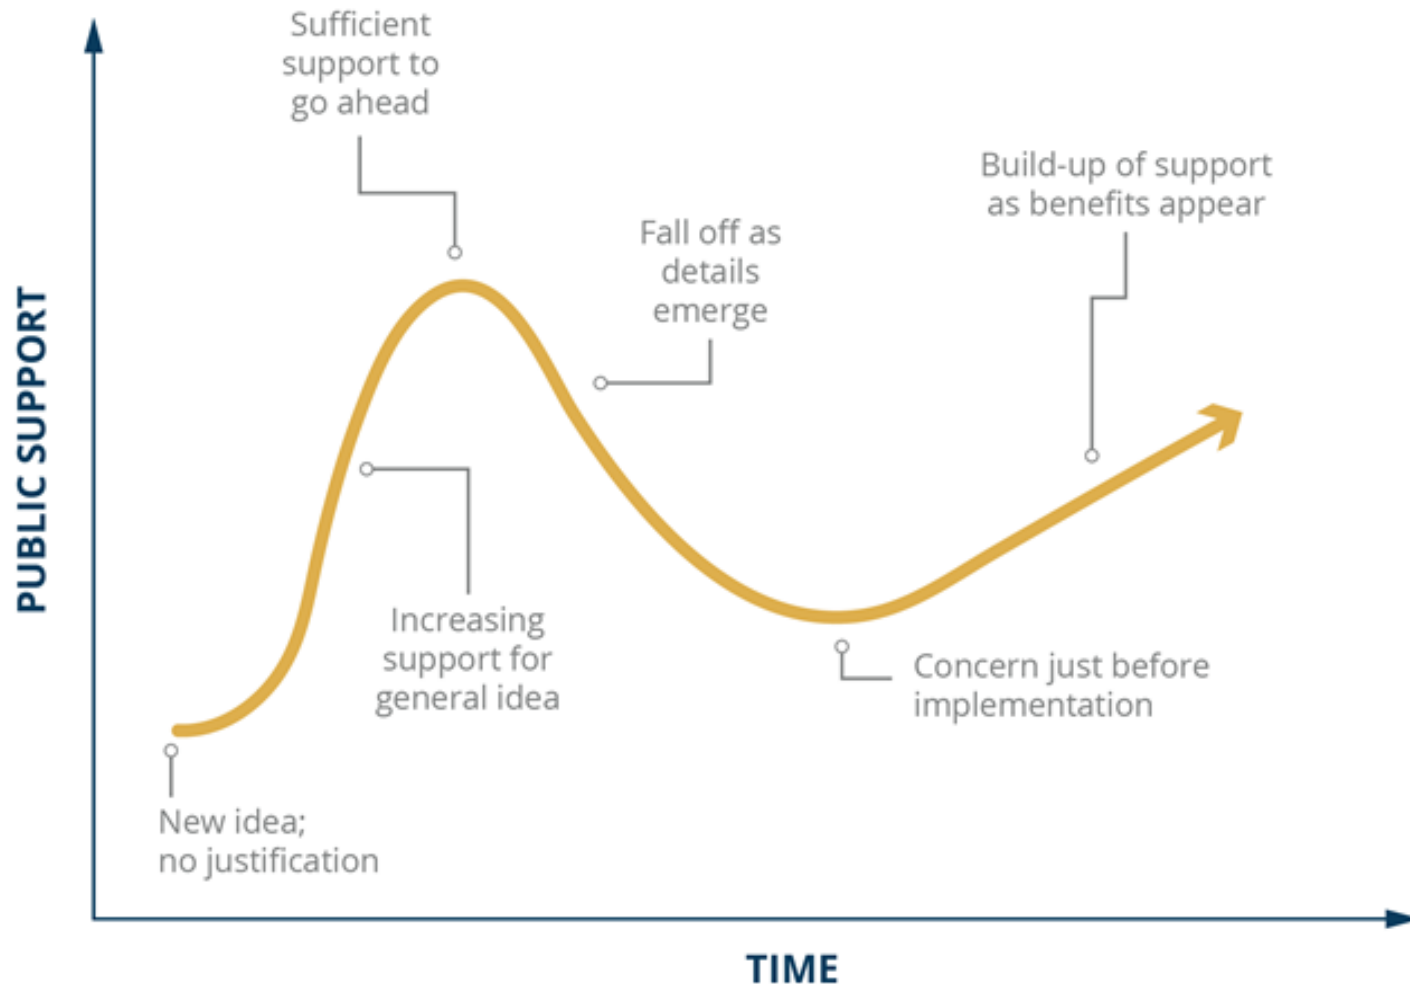 Sufficient
support to
go ahead
Build-up of support
as benefits appear
Fall off as
details
emerge
PUBLIC SUPPORT
Increasing
support for
general idea
Concern just before
implementation
New idea;
no justification
TIME